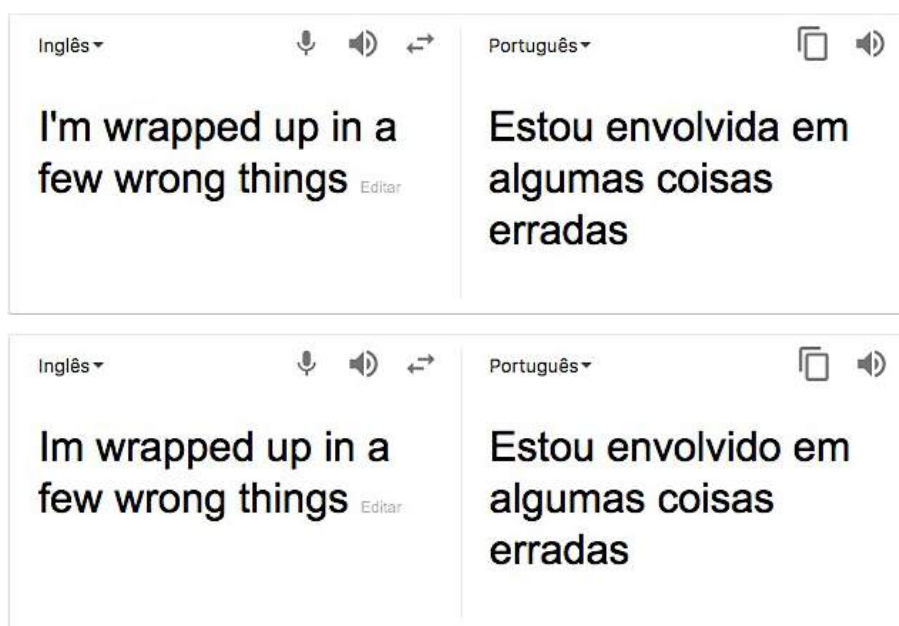 Inglês
Português
I'm wrapped up in a
few wrong things Editar
Estou envolvida em
algumas coisas
erradas
Inglês
Português
Im wrapped up in a
few wrong things Editar
Estou envolvido em
algumas coisas
erradas